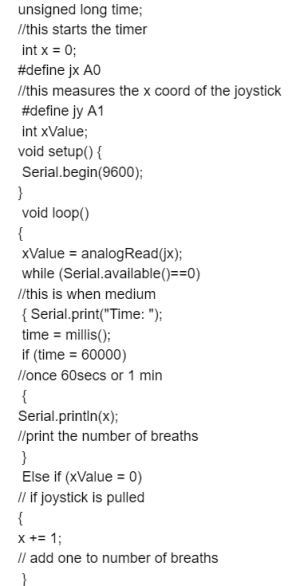 unsigned long time;
//this starts the timer
int x = 0;
#define jx A0
//this measures the x coord of the joystick
#define jy A1
int xValue;
void setup() {
Serial.begin(9600);
}
void loop()
{
xValue = analogRead(jx);
while (Serial.available()==0)
//this is when medium
{ Serial.print("Time: ");
time = millis();
if (time = 60000)
//once 60secs or 1 min
{
Serial.println(x);
//print the number of breaths
}
Else if (xValue = 0)
// if joystick is pulled
{
x += 1;
// add one to number of breaths
}